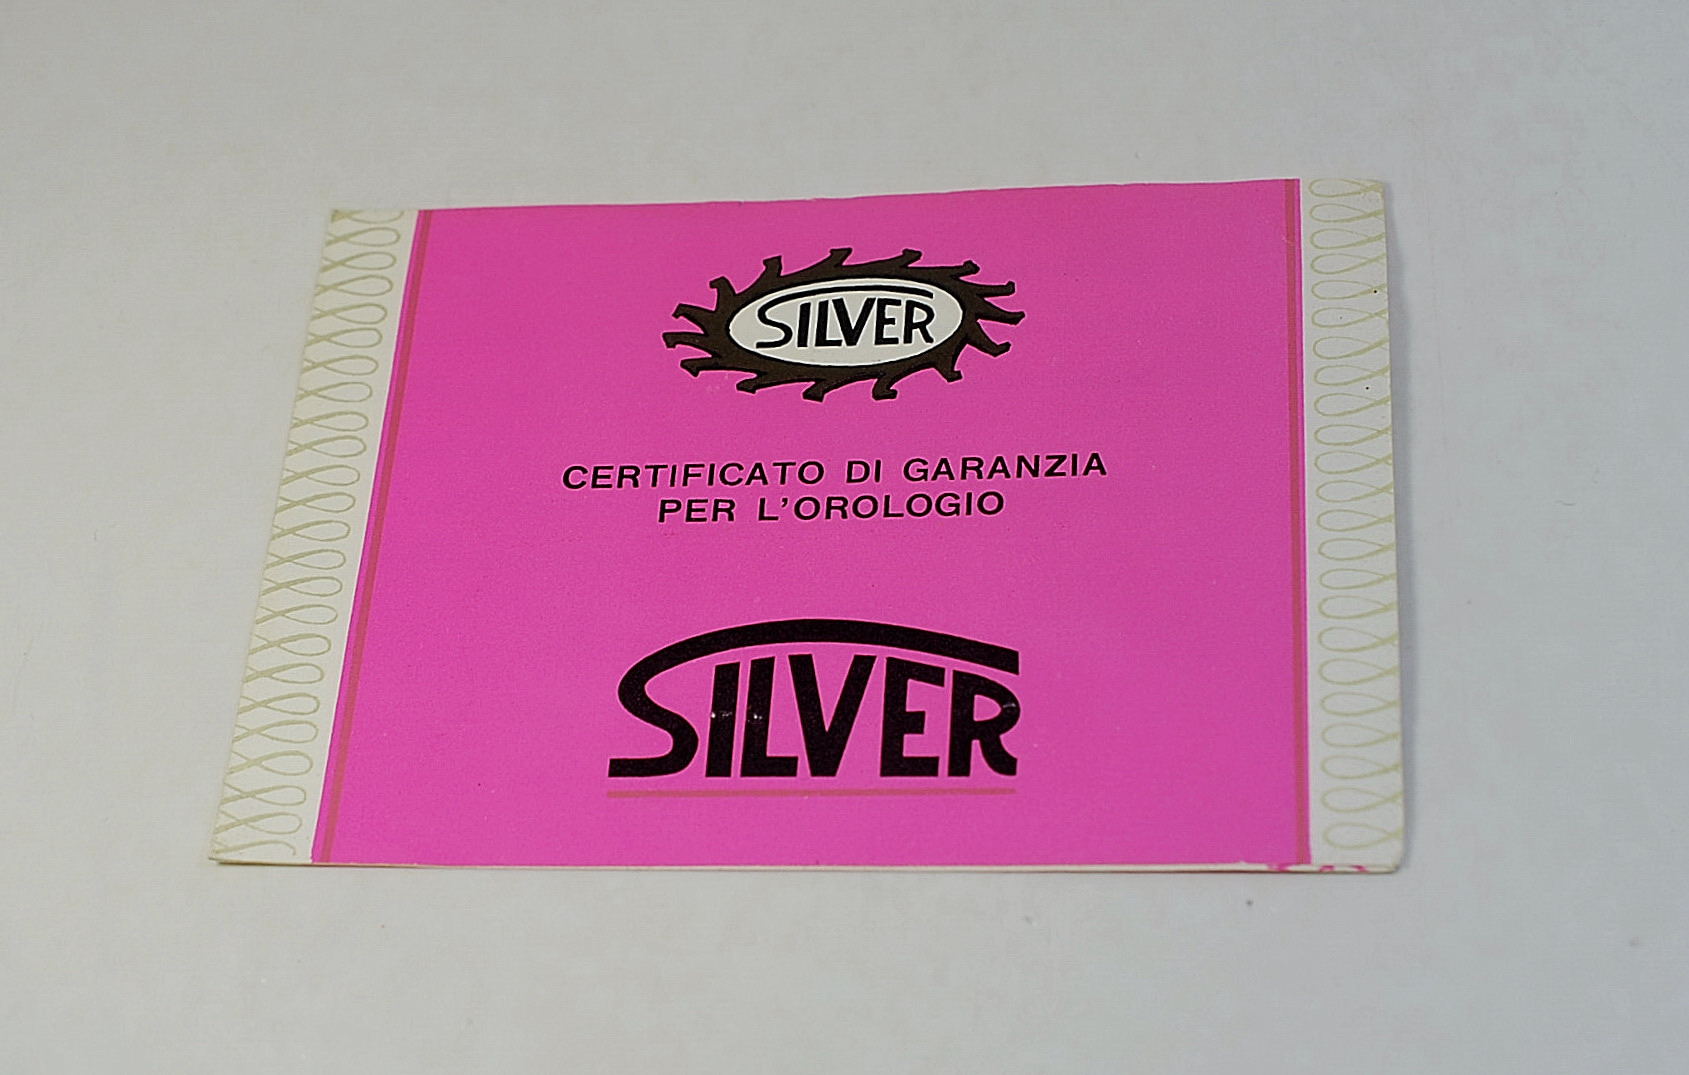 SILVER
CERTIFICATO DI GARANZIA
PER L'OROLOGIO
SILVER